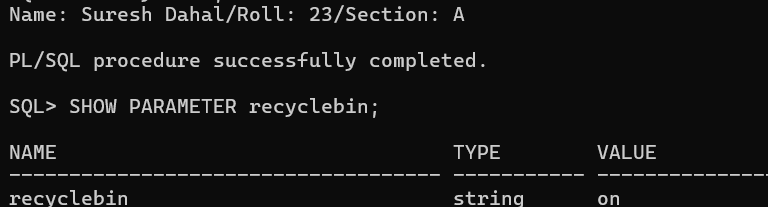 Name: Suresh Dahal/Roll: 23/Section: A
PL/SQL procedure successfully completed.
SQL> SHOW PARAMETER recyclebin;
NAME                                 TYPE        VALUE
------------------------------------ ----------- ---------------
recyclebin                           string      on